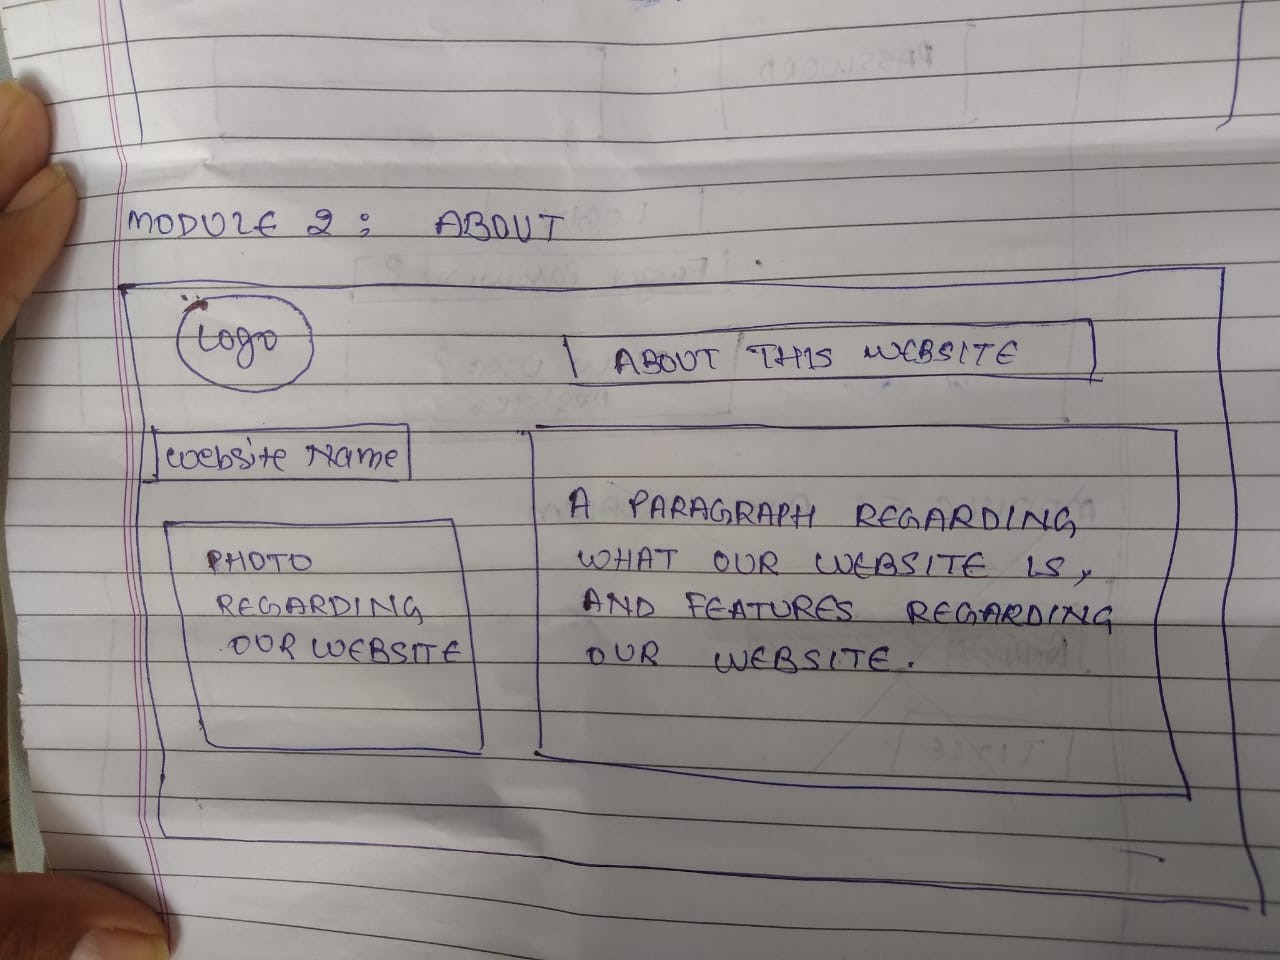 MODULE 2 : ABOUT
Logo
ABOUT THIS WEBSITE
Website Name
PHOTO
REGARDING
OUR WEBSITE
A PARAGRAPH REGARDING
WHAT OUR WEBSITE IS,
AND FEATURES REGARDING
OUR WEBSITE.